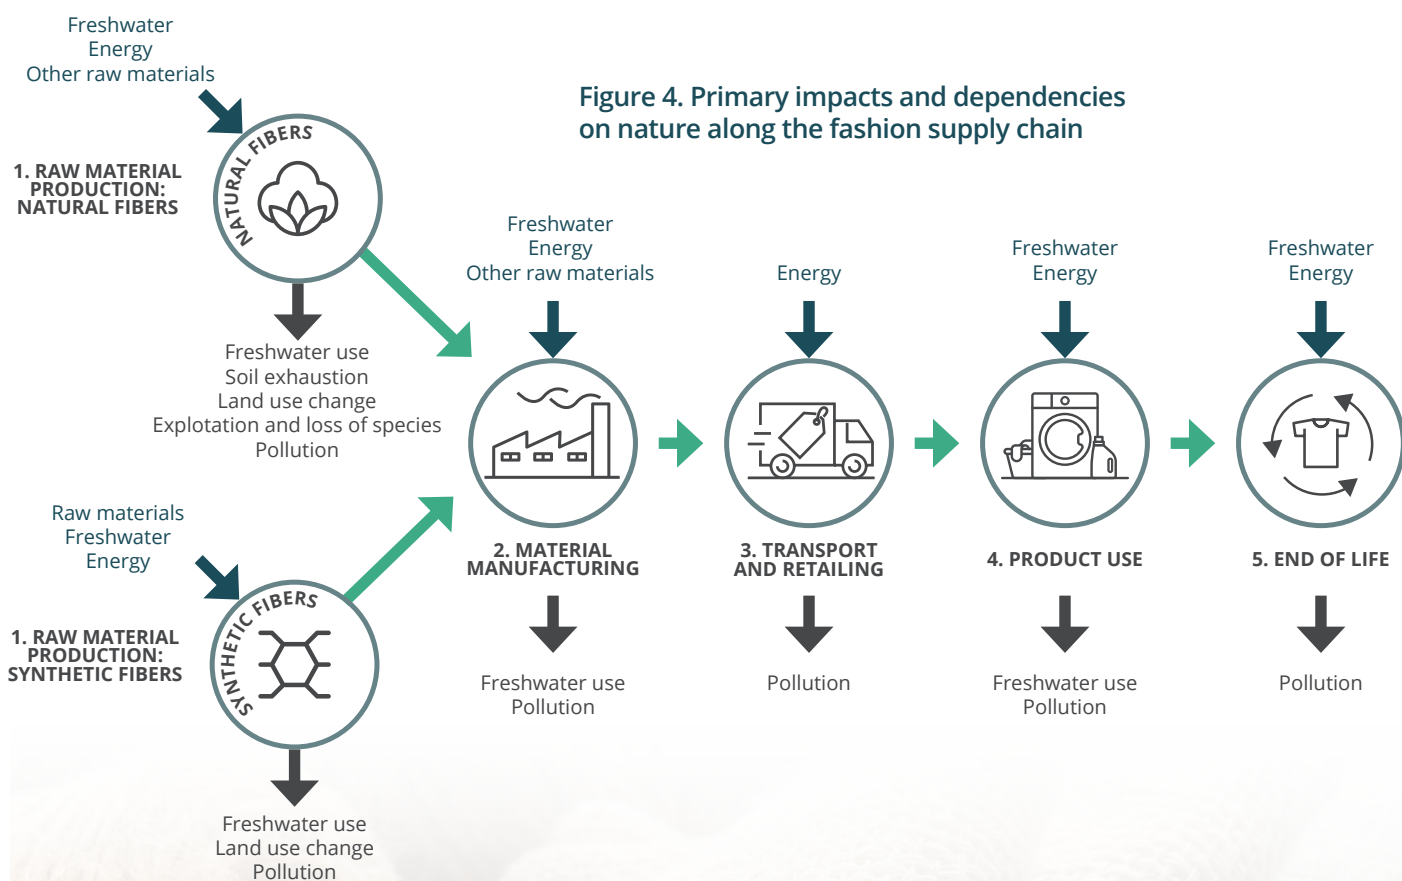 Freshwater
Energy
Other raw materials
Figure 4. Primary impacts and dependencies
on nature along the fashion supply chain
NATURAL FIBERS
1. RAW MATERIAL
PRODUCTION:
NATURAL FIBERS
Freshwater use
Soil exhaustion
Land use change
Explotation and loss of species
Pollution
Raw materials
Freshwater
Energy
SYNTHETIC FIBERS
1. RAW MATERIAL
PRODUCTION:
SYNTHETIC FIBERS
Freshwater use
Land use change
Pollution
Freshwater
Energy
Other raw materials
2. MATERIAL
MANUFACTURING
Freshwater use
Pollution
Energy
3. TRANSPORT
AND RETAILING
Pollution
Freshwater
Energy
4. PRODUCT USE
Freshwater use
Pollution
Freshwater
Energy
5. END OF LIFE
Pollution